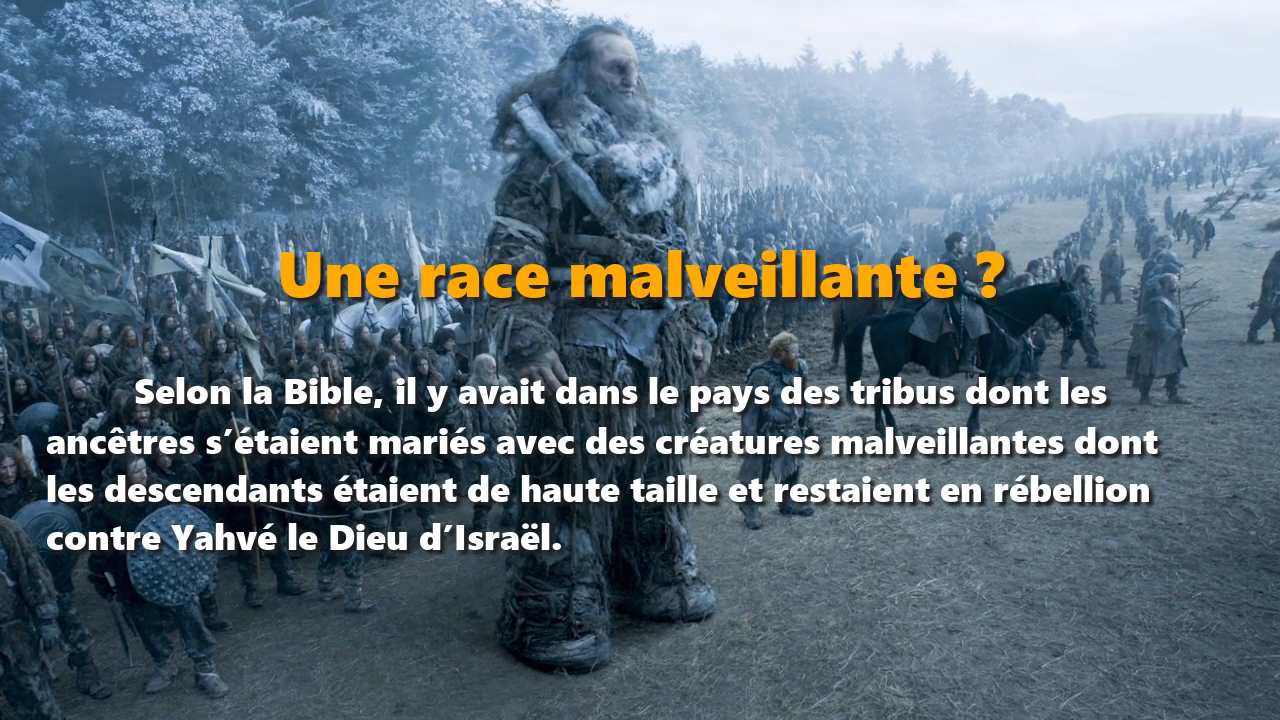 Une race malveillante ?
Selon la Bible, il y avait dans le pays des tribus dont les
ancêtres s’étaient mariés avec des créatures malveillantes dont
les descendants étaient de haute taille et restaient en rébellion
contre Yahvé le Dieu d’Israël.